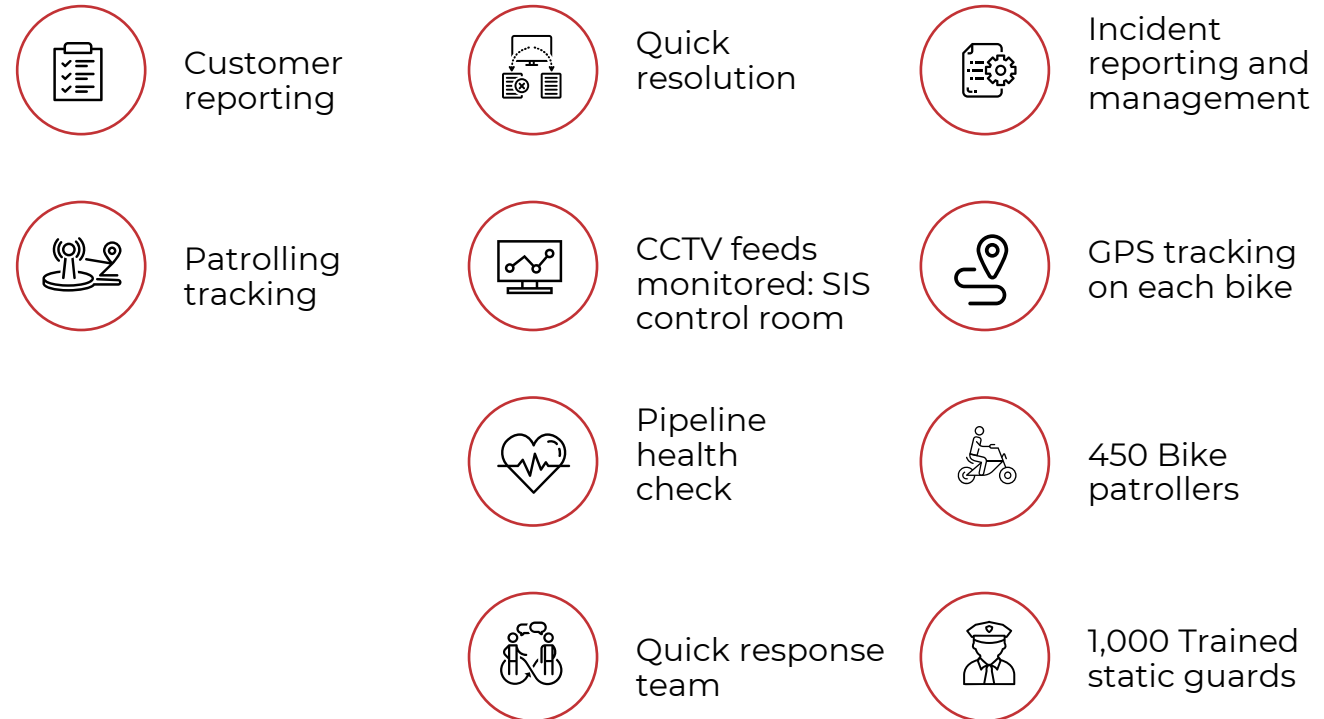 Customer
reporting
Quick
resolution
Incident
reporting and
management
Patrolling
tracking
CCTV feeds
monitored: SIS
control room
GPS tracking
on each bike
Pipeline
health
check
450 Bike
patrollers
Quick response
team
1,000 Trained
static guards